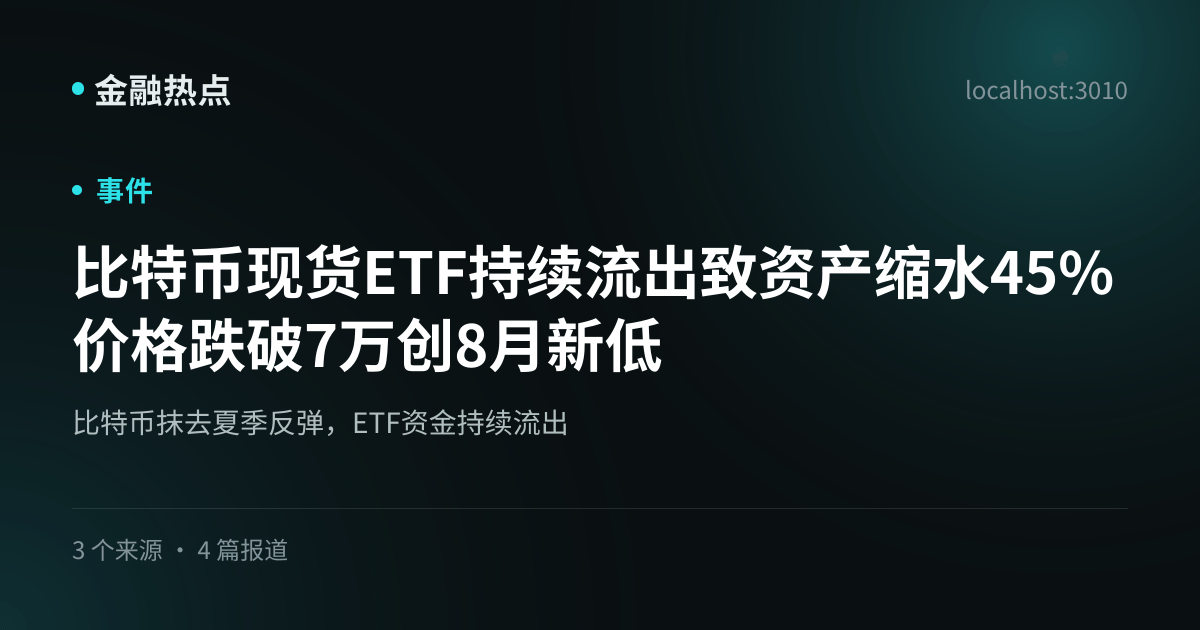 金融热点
localhost:3010
事件
比特币现货ETF持续流出致资产缩水45%
价格跌破7万创8月新低
比特币抹去夏季反弹，ETF资金持续流出
3 个来源 · 4 篇报道